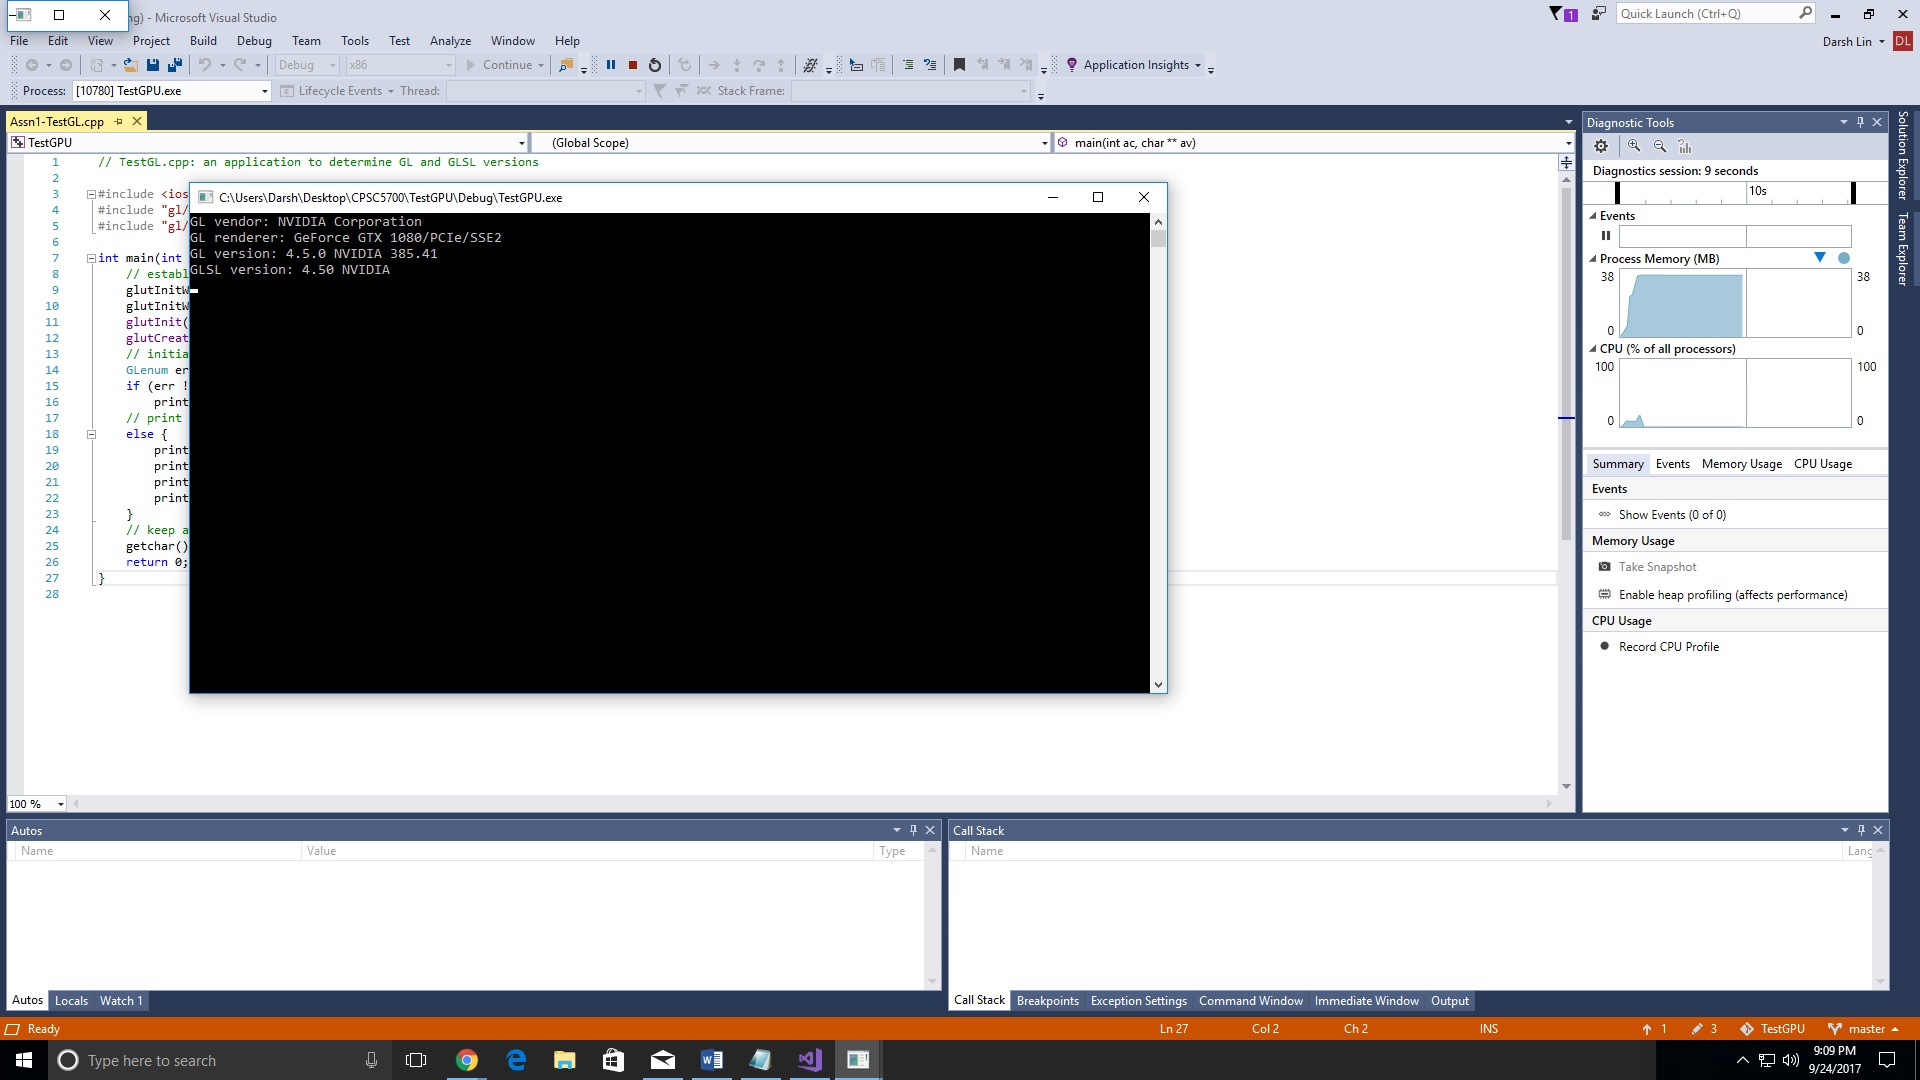 ng) - Microsoft Visual Studio
1
Quick Launch (Ctrl+Q)
File Edit View Project Build Debug Team Tools Test Analyze Window Help
Darsh Lin DL
Debug x86 Continue Application Insights
Process: [10780] TestGPU.exe Lifecycle Events Thread: Stack Frame:
Assn1-TestGL.cpp
TestGPU (Global Scope) main(int ac, char ** av)
1 // TestGL.cpp: an application to determine GL and GLSL versions
2
3 #include <ios
4 #include "gl/
5 #include "gl/
6
7 int main(int
8 // establ
9 glutInitW
10 glutInitW
11 glutInit(
12 glutCreat
13 // initia
14 GLenum er
15 if (err !
16 print
17 // print
18 else {
19 print
20 print
21 print
22 print
23 }
24 // keep a
25 getchar()
26 return 0;
27 }
28
C:\Users\Darsh\Desktop\CPSC5700\TestGPU\Debug\TestGPU.exe
GL vendor: NVIDIA Corporation
GL renderer: GeForce GTX 1080/PCIe/SSE2
GL version: 4.5.0 NVIDIA 385.41
GLSL version: 4.50 NVIDIA
100 %
Diagnostic Tools
Diagnostics session: 9 seconds
10s
Events
Process Memory (MB)
38 38
0 0
CPU (% of all processors)
100 100
0 0
Summary Events Memory Usage CPU Usage
Events
Show Events (0 of 0)
Memory Usage
Take Snapshot
Enable heap profiling (affects performance)
CPU Usage
Record CPU Profile
Solution Explorer
Team Explorer
Autos
Name Value Type
Autos Locals Watch 1
Call Stack
Name Lang
Call Stack Breakpoints Exception Settings Command Window Immediate Window Output
Ready Ln 27 Col 2 Ch 2 INS 1 3 TestGPU master
Type here to search
9:09 PM
9/24/2017